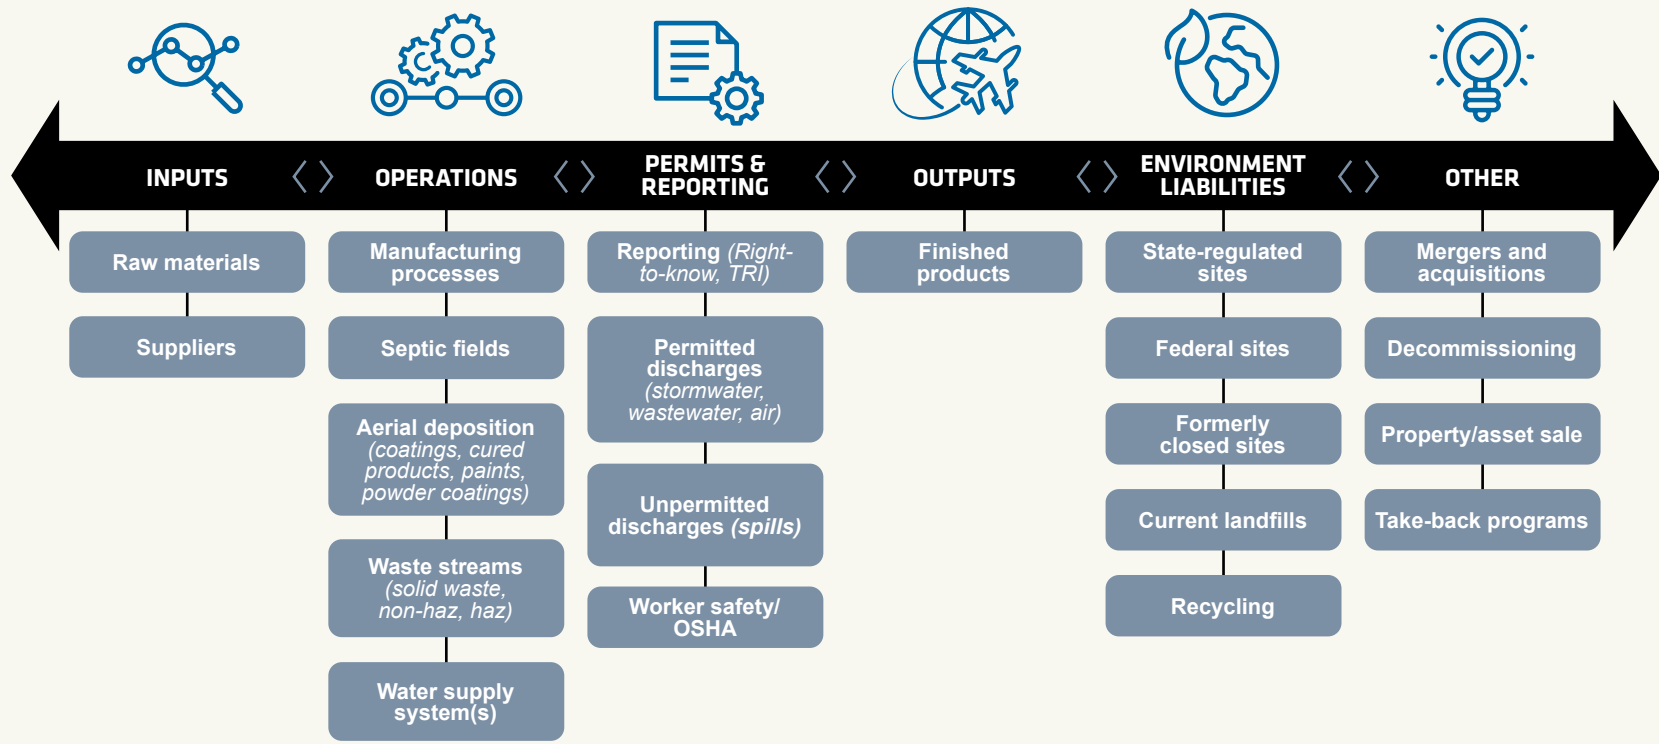 INPUTS
OPERATIONS
PERMITS &
REPORTING
OUTPUTS
ENVIRONMENT
LIABILITIES
OTHER
Raw materials
Suppliers
Manufacturing
processes
Septic fields
Aerial deposition
(coatings, cured
products, paints,
powder coatings)
Waste streams
(solid waste,
non-haz, haz)
Water supply
system(s)
Reporting (Right-
to-know, TRI)
Permitted
discharges
(stormwater,
wastewater, air)
Unpermitted
discharges (spills)
Worker safety/
OSHA
Finished
products
State-regulated
sites
Federal sites
Formerly
closed sites
Current landfills
Recycling
Mergers and
acquisitions
Decommissioning
Property/asset sale
Take-back programs